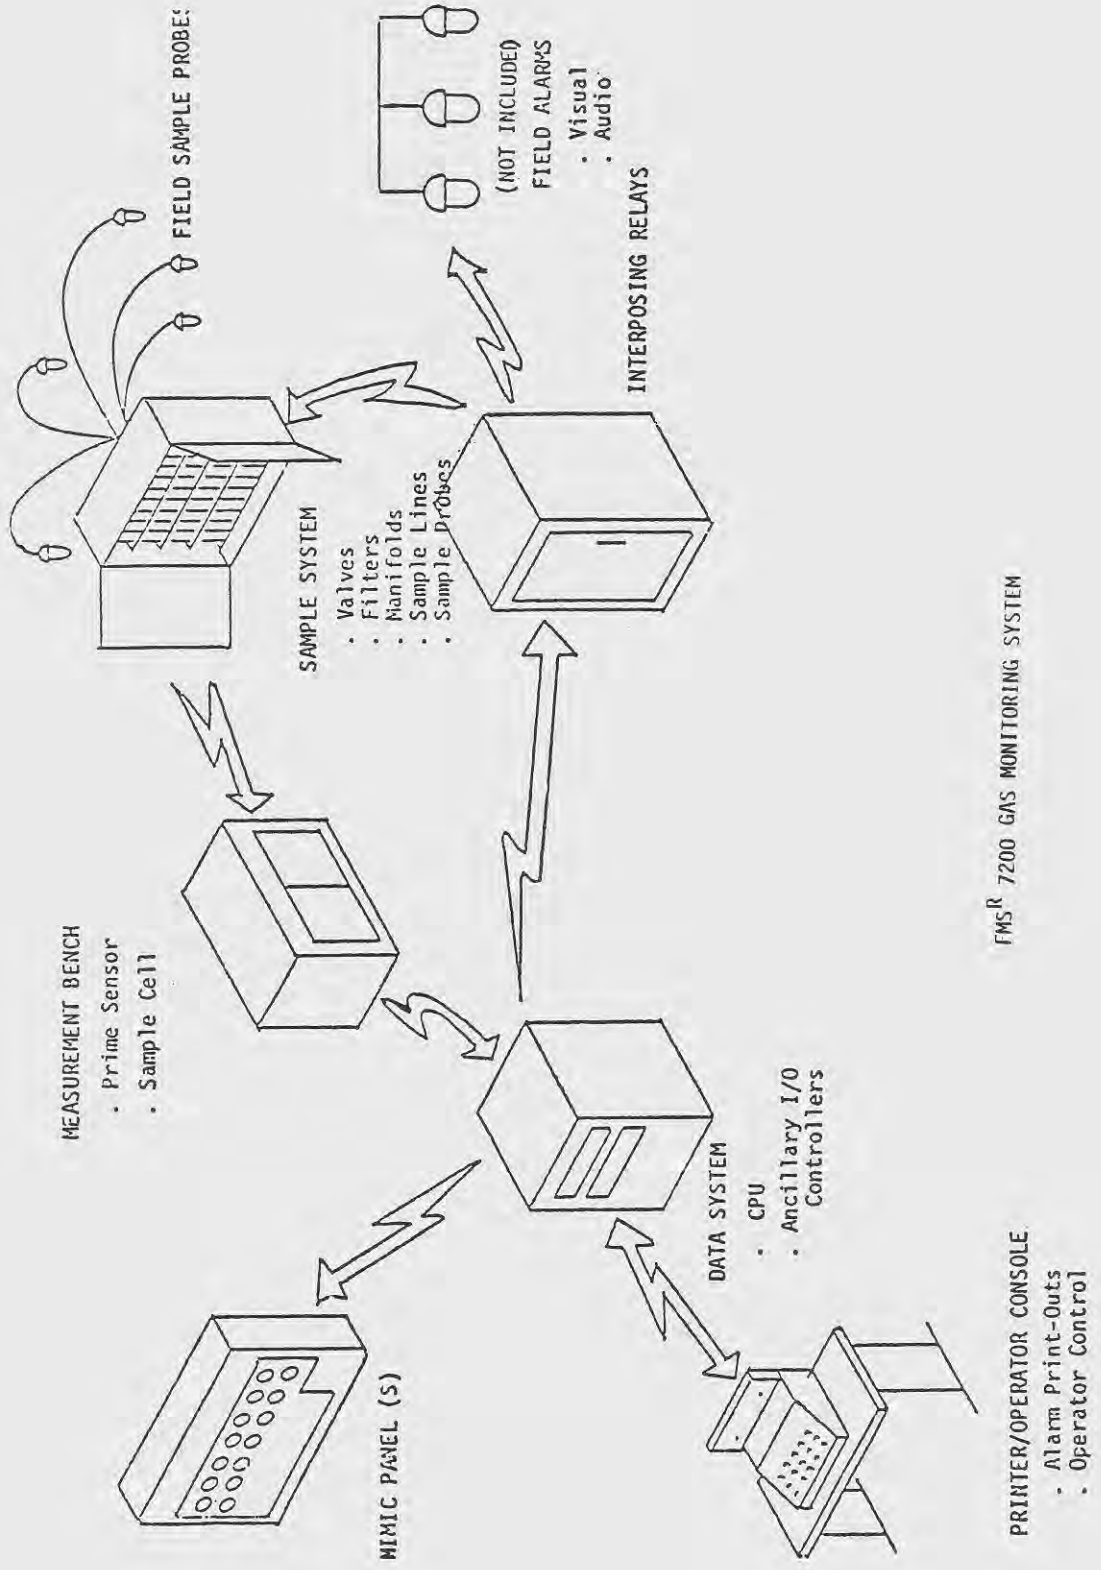 FIELD SAMPLE PROBES
MEASUREMENT BENCH
· Prime Sensor
· Sample Cell
SAMPLE SYSTEM
· Valves
· Filters
· Manifolds
· Sample Lines
· Sample Probes
(NOT INCLUDED)
FIELD ALARMS
· Visual
· Audio
MIMIC PANEL (S)
INTERPOSING RELAYS
DATA SYSTEM
· CPU
· Ancillary I/O
Controllers
PRINTER/OPERATOR CONSOLE
· Alarm Print-Outs
· Operator Control
FMSᴿ 7200 GAS MONITORING SYSTEM